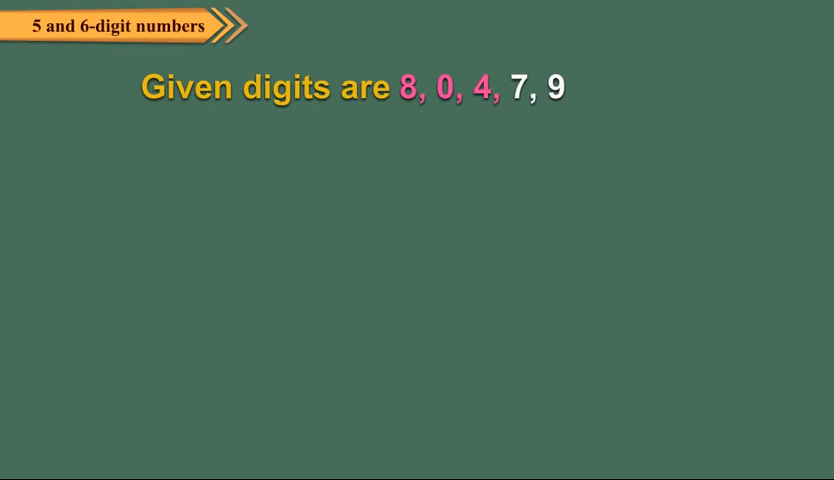 5 and 6-digit numbers
Given digits are 8, 0, 4, 7, 9